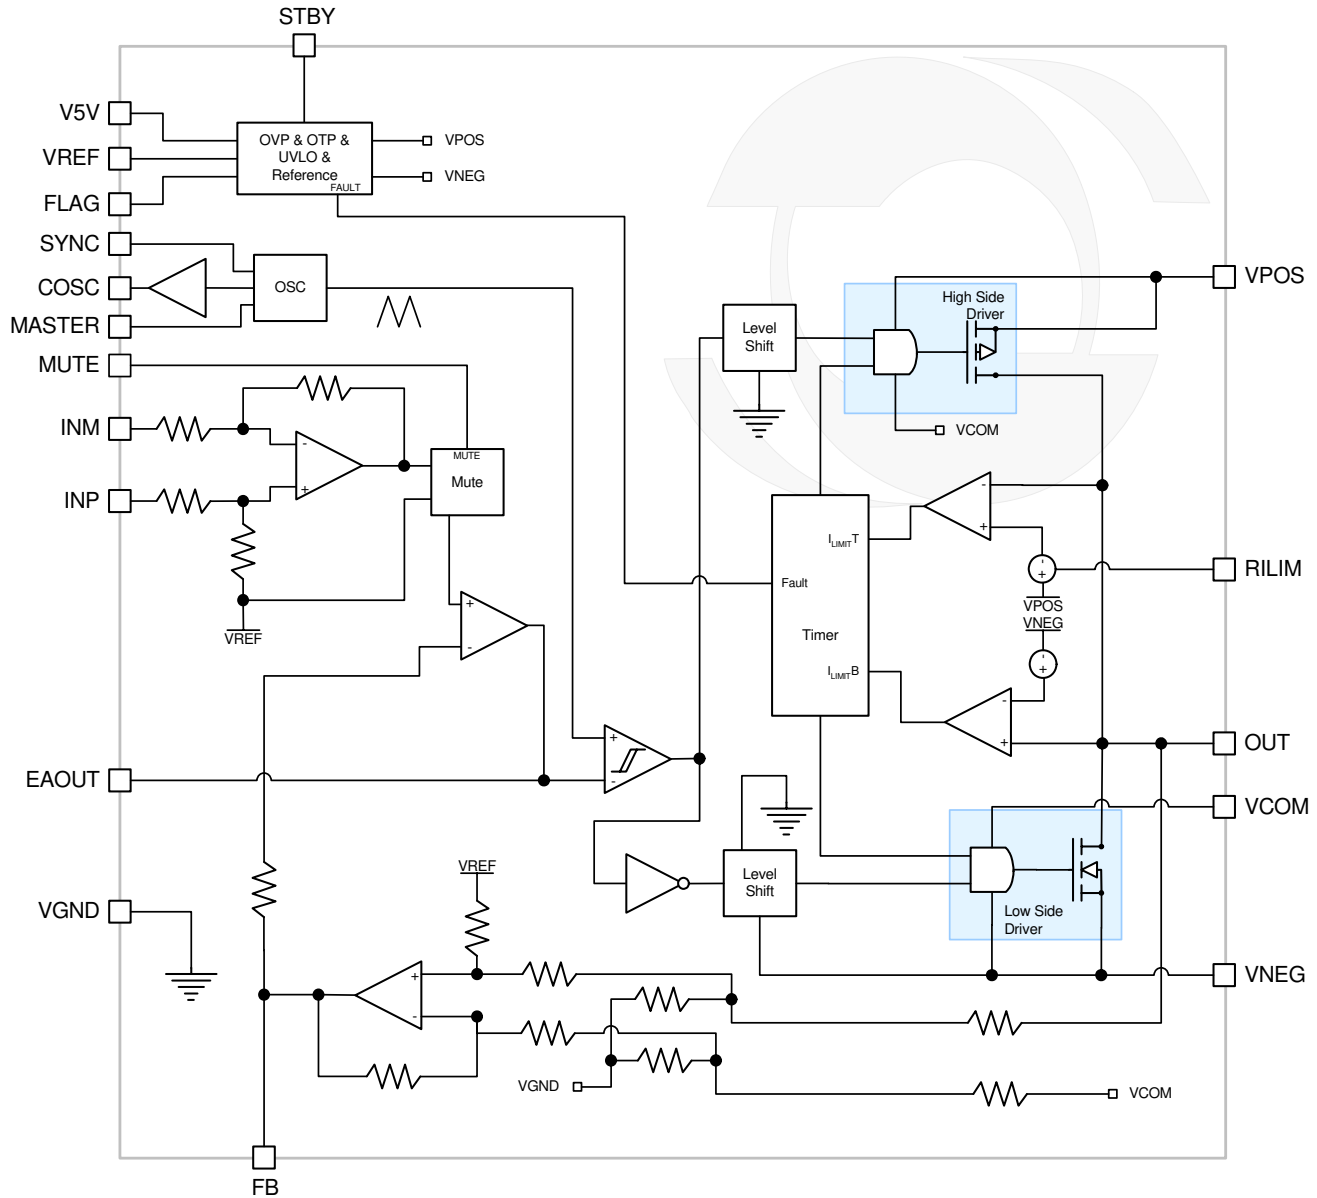 STBY
V5V
VREF
FLAG
SYNC
COSC
MASTER
MUTE
INM
INP
EAOUT
VGND
FB
VPOS
RILIM
OUT
VCOM
VNEG
OVP & OTP &
UVLO &
Reference
FAULT
VPOS
VNEG
OSC
MUTE
Mute
-
+
VREF
+
-
+
-
Level
Shift
High Side
Driver
VCOM
ILIMITT
Fault
Timer
ILIMITB
-
+
-
+
VPOS
VNEG
-
+
-
+
Level
Shift
Low Side
Driver
VREF
+
-
VGND
VCOM